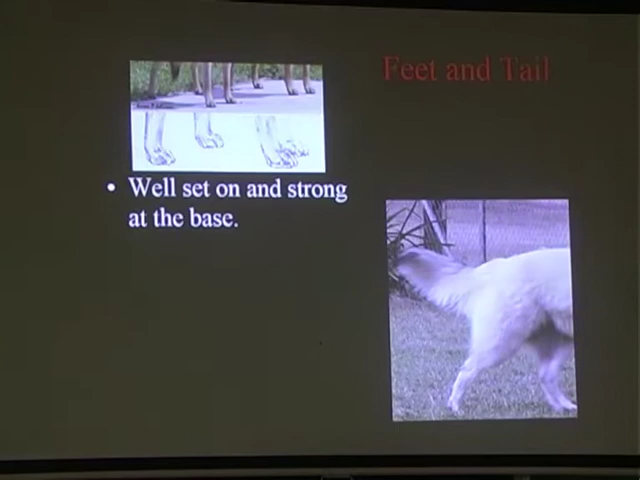 Feet and Tail
• Well set on and strong
at the base.